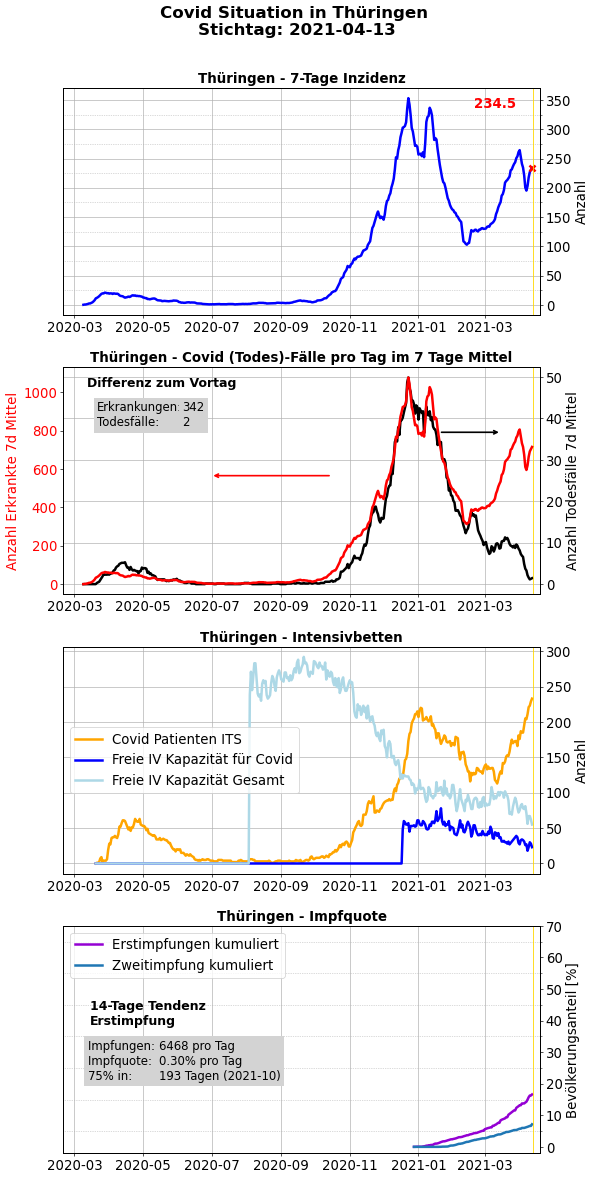 Covid Situation in Thüringen
Stichtag: 2021-04-13
Thüringen - 7-Tage Inzidenz
234.5
350
300
250
200
150
100
50
0
Anzahl
2020-03 2020-05 2020-07 2020-09 2020-11 2021-01 2021-03
Thüringen - Covid (Todes)-Fälle pro Tag im 7 Tage Mittel
Differenz zum Vortag
Erkrankungen: 342
Todesfälle: 2
Anzahl Erkrankte 7d Mittel
1000
800
600
400
200
0
50
40
30
20
10
0
Anzahl Todesfälle 7d Mittel
2020-03 2020-05 2020-07 2020-09 2020-11 2021-01 2021-03
Thüringen - Intensivbetten
Covid Patienten ITS
Freie IV Kapazität für Covid
Freie IV Kapazität Gesamt
300
250
200
150
100
50
0
Anzahl
2020-03 2020-05 2020-07 2020-09 2020-11 2021-01 2021-03
Thüringen - Impfquote
Erstimpfungen kumuliert
Zweitimpfung kumuliert
14-Tage Tendenz
Erstimpfung
Impfungen: 6468 pro Tag
Impfquote: 0.30% pro Tag
75% in: 193 Tagen (2021-10)
70
60
50
40
30
20
10
0
Bevölkerungsanteil [%]
2020-03 2020-05 2020-07 2020-09 2020-11 2021-01 2021-03